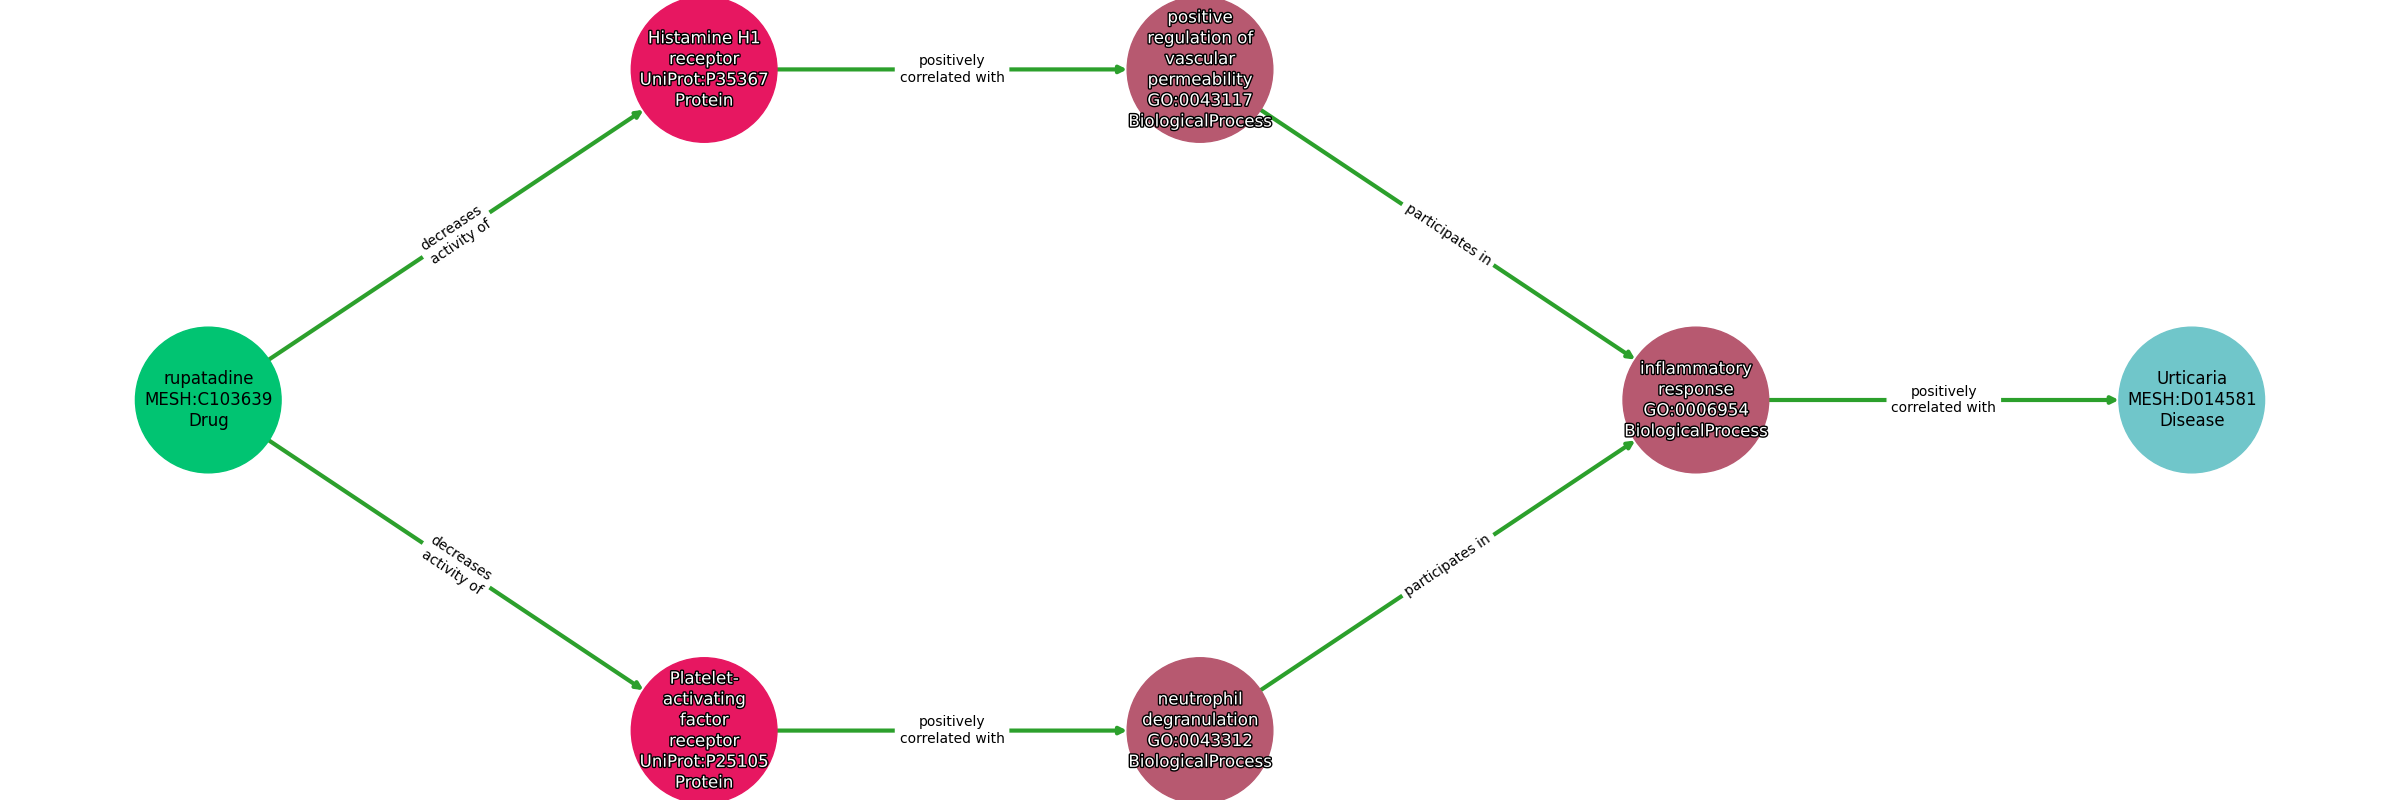 Histamine H1
receptor
UniProt:P35367
Protein
positively
correlated with
positive
regulation of
vascular
permeability
GO:0043117
BiologicalProcess
decreases
activity of
participates in
rupatadine
MESH:C103639
Drug
inflammatory
response
GO:0006954
BiologicalProcess
positively
correlated with
Urticaria
MESH:D014581
Disease
decreases
activity of
participates in
Platelet-
activating
factor
receptor
UniProt:P25105
Protein
positively
correlated with
neutrophil
degranulation
GO:0043312
BiologicalProcess